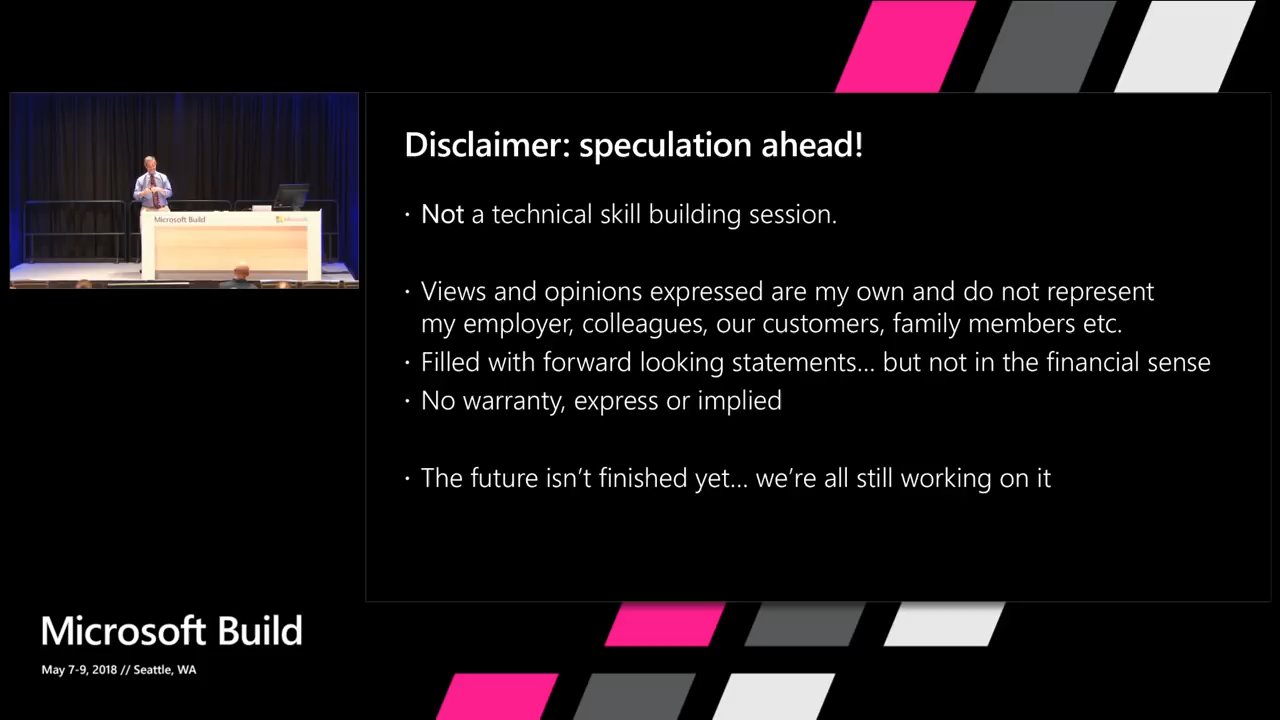 Disclaimer: speculation ahead!
· Not a technical skill building session.
· Views and opinions expressed are my own and do not represent
my employer, colleagues, our customers, family members etc.
· Filled with forward looking statements... but not in the financial sense
· No warranty, express or implied
· The future isn’t finished yet... we’re all still working on it
Microsoft Build
Microsoft
Microsoft Build
May 7-9, 2018 // Seattle, WA